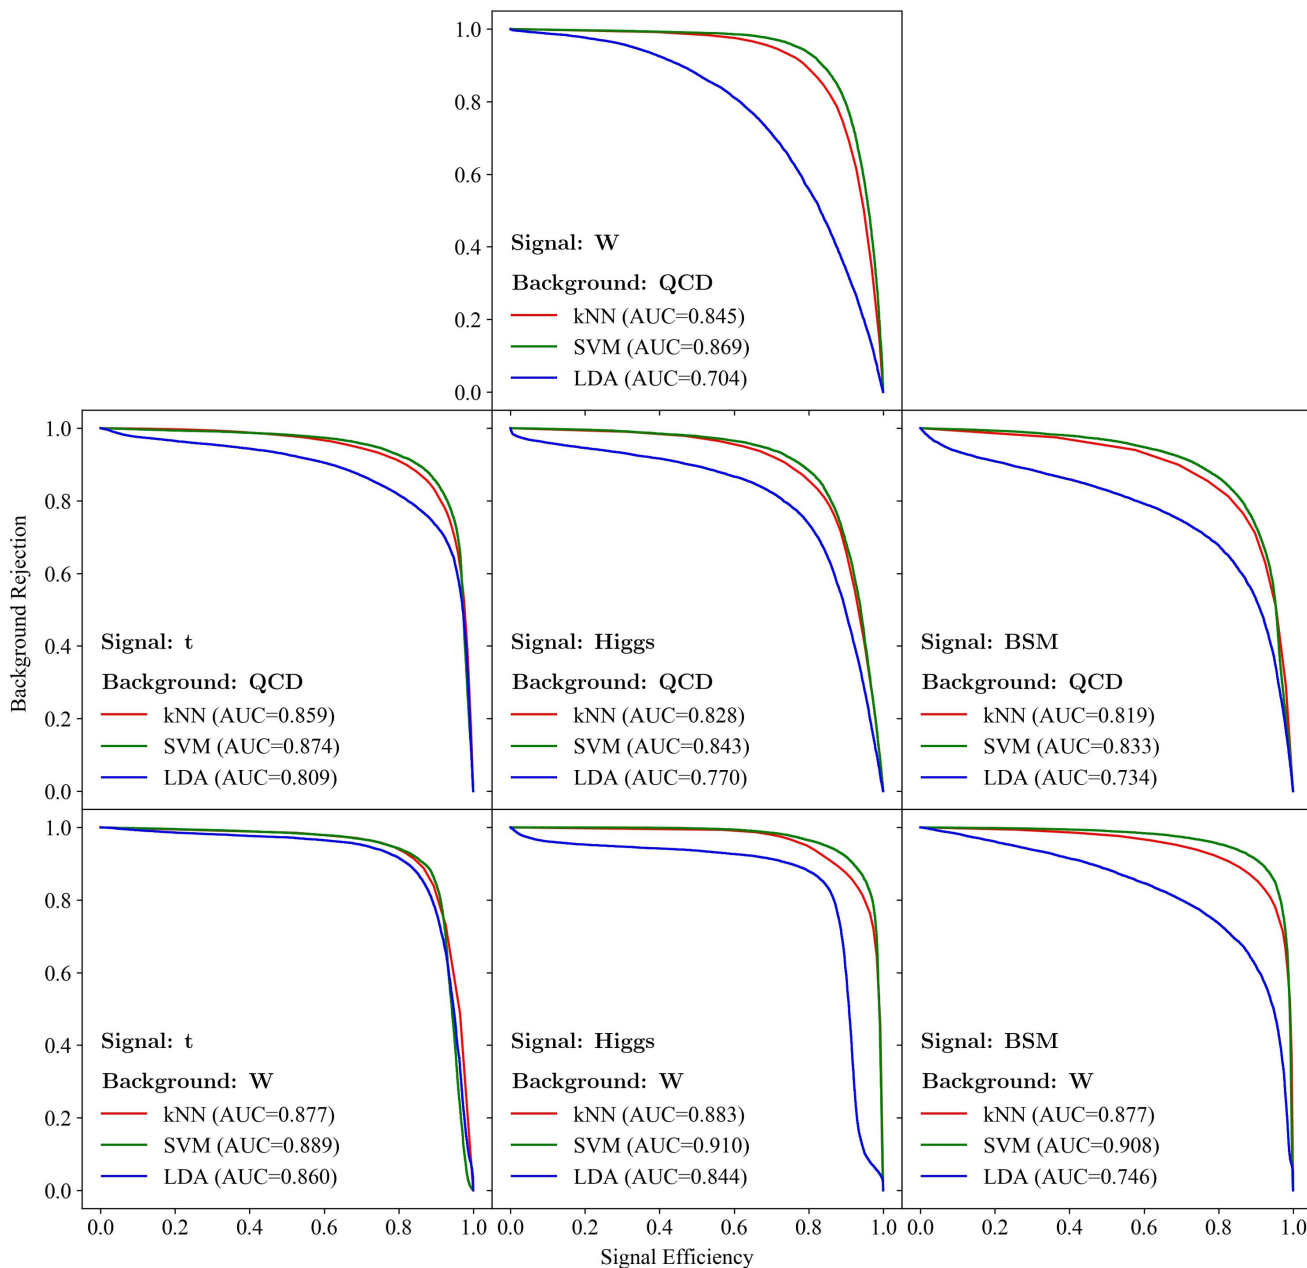 1.0
0.8
0.6
0.4
0.2
0.0
Signal: W
Background: QCD
kNN (AUC=0.845)
SVM (AUC=0.869)
LDA (AUC=0.704)
Background Rejection
1.0
0.8
0.6
0.4
0.2
0.0
Signal: t
Background: QCD
kNN (AUC=0.859)
SVM (AUC=0.874)
LDA (AUC=0.809)
Signal: Higgs
Background: QCD
kNN (AUC=0.828)
SVM (AUC=0.843)
LDA (AUC=0.770)
Signal: BSM
Background: QCD
kNN (AUC=0.819)
SVM (AUC=0.833)
LDA (AUC=0.734)
1.0
0.8
0.6
0.4
0.2
0.0
Signal: t
Background: W
kNN (AUC=0.877)
SVM (AUC=0.889)
LDA (AUC=0.860)
Signal: Higgs
Background: W
kNN (AUC=0.883)
SVM (AUC=0.910)
LDA (AUC=0.844)
Signal: BSM
Background: W
kNN (AUC=0.877)
SVM (AUC=0.908)
LDA (AUC=0.746)
0.0 0.2 0.4 0.6 0.8 1.0
0.0 0.2 0.4 0.6 0.8 1.0
0.0 0.2 0.4 0.6 0.8 1.0
Signal Efficiency